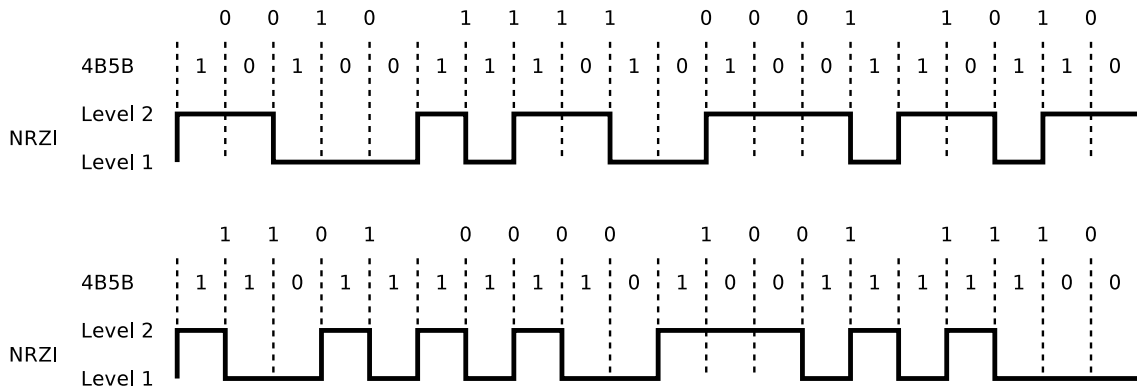 0 0 1 0 1 1 1 1 0 0 0 1 1 0 1 0
4B5B 1 0 1 0 0 1 1 1 0 1 0 1 0 0 1 1 0 1 1 0
Level 2
NRZI
Level 1
1 1 0 1 0 0 0 0 1 0 0 1 1 1 1 0
4B5B 1 1 0 1 1 1 1 1 1 0 1 0 0 1 1 1 1 1 0 0
Level 2
NRZI
Level 1